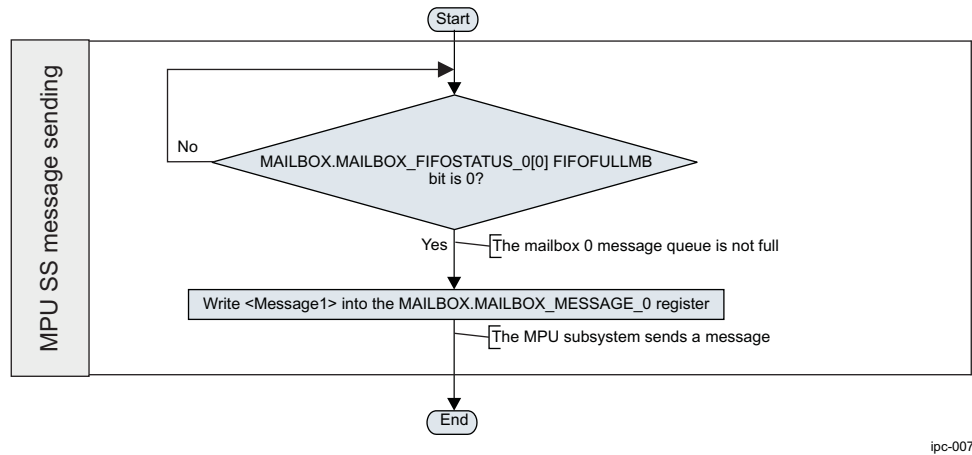 Start
MPU SS message sending
No
MAILBOX.MAILBOX_FIFOSTATUS_0[0] FIFOFULLMB
bit is 0?
Yes
The mailbox 0 message queue is not full
Write <Message1> into the MAILBOX.MAILBOX_MESSAGE_0 register
The MPU subsystem sends a message
End
ipc-007